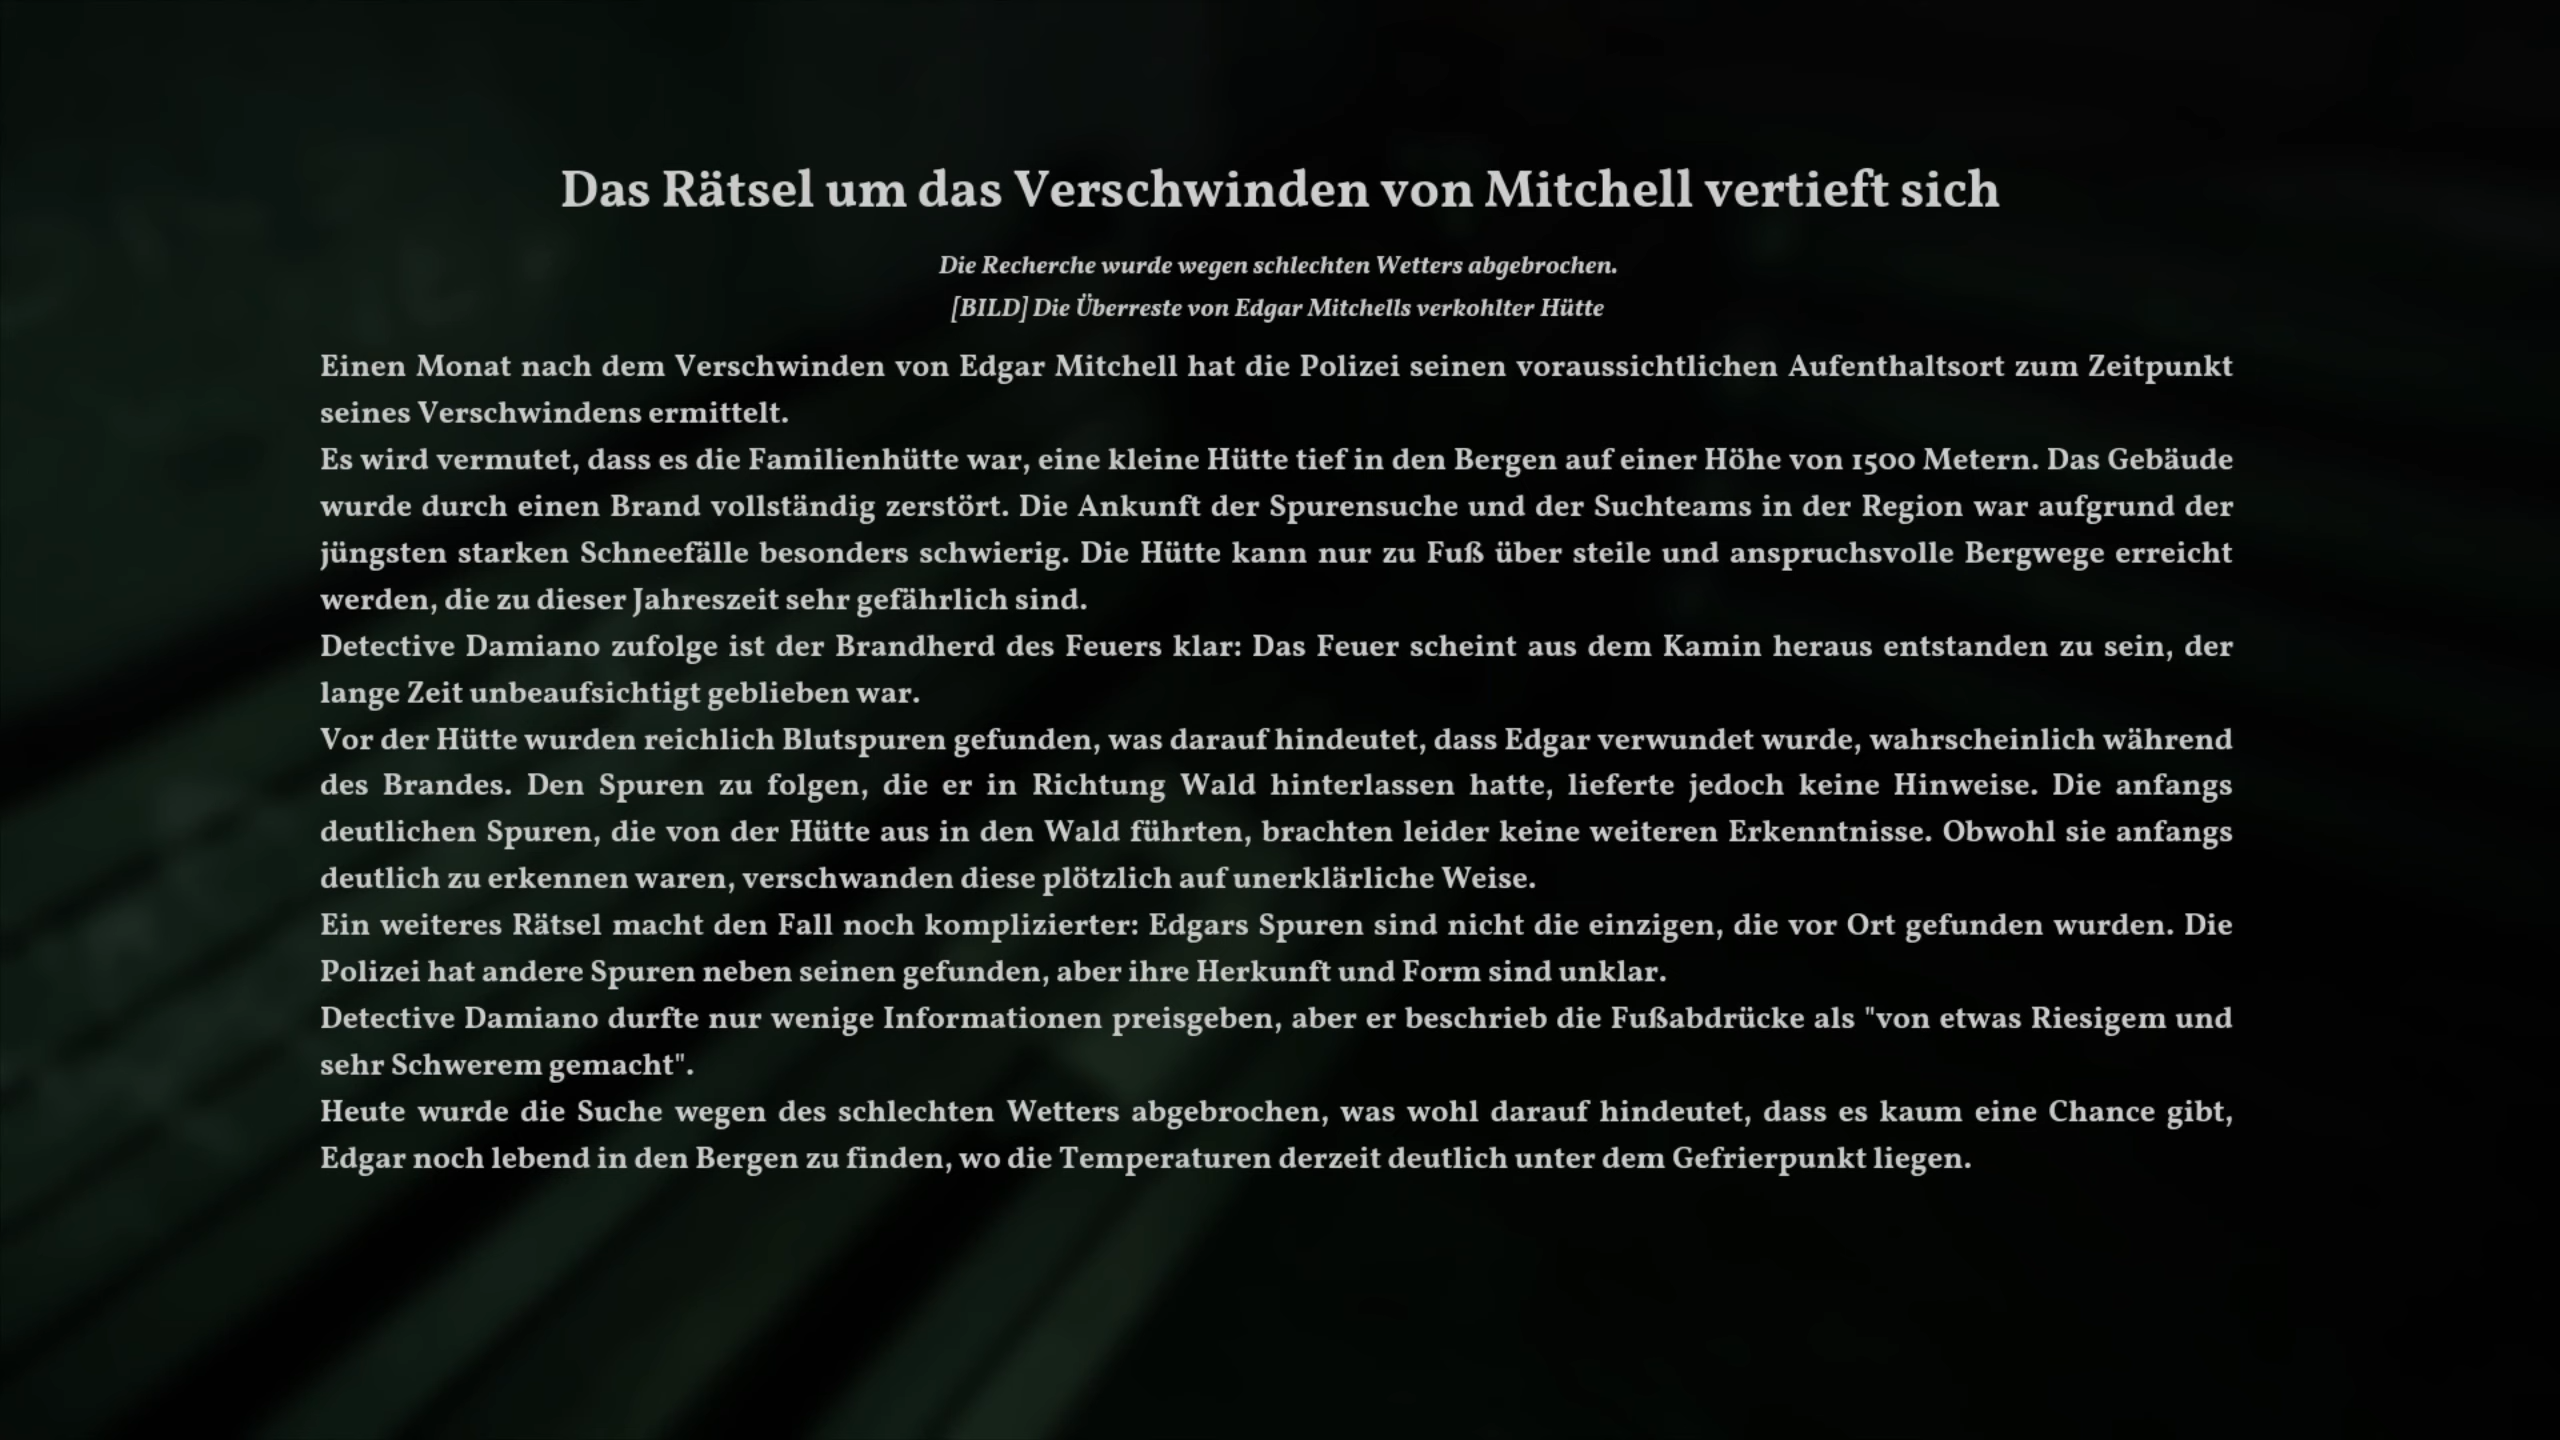 Das Rätsel um das Verschwinden von Mitchell vertieft sich
Die Recherche wurde wegen schlechten Wetters abgebrochen.
[BILD] Die Überreste von Edgar Mitchells verkohlter Hütte
Einen Monat nach dem Verschwinden von Edgar Mitchell hat die Polizei seinen voraussichtlichen Aufenthaltsort zum Zeitpunkt
seines Verschwindens ermittelt.
Es wird vermutet, dass es die Familienhütte war, eine kleine Hütte tief in den Bergen auf einer Höhe von 1500 Metern. Das Gebäude
wurde durch einen Brand vollständig zerstört. Die Ankunft der Spurensuche und der Suchteams in der Region war aufgrund der
jüngsten starken Schneefälle besonders schwierig. Die Hütte kann nur zu Fuß über steile und anspruchsvolle Bergwege erreicht
werden, die zu dieser Jahreszeit sehr gefährlich sind.
Detective Damiano zufolge ist der Brandherd des Feuers klar: Das Feuer scheint aus dem Kamin heraus entstanden zu sein, der
lange Zeit unbeaufsichtigt geblieben war.
Vor der Hütte wurden reichlich Blutspuren gefunden, was darauf hindeutet, dass Edgar verwundet wurde, wahrscheinlich während
des Brandes. Den Spuren zu folgen, die er in Richtung Wald hinterlassen hatte, lieferte jedoch keine Hinweise. Die anfangs
deutlichen Spuren, die von der Hütte aus in den Wald führten, brachten leider keine weiteren Erkenntnisse. Obwohl sie anfangs
deutlich zu erkennen waren, verschwanden diese plötzlich auf unerklärliche Weise.
Ein weiteres Rätsel macht den Fall noch komplizierter: Edgars Spuren sind nicht die einzigen, die vor Ort gefunden wurden. Die
Polizei hat andere Spuren neben seinen gefunden, aber ihre Herkunft und Form sind unklar.
Detective Damiano durfte nur wenige Informationen preisgeben, aber er beschrieb die Fußabdrücke als "von etwas Riesigem und
sehr Schwerem gemacht".
Heute wurde die Suche wegen des schlechten Wetters abgebrochen, was wohl darauf hindeutet, dass es kaum eine Chance gibt,
Edgar noch lebend in den Bergen zu finden, wo die Temperaturen derzeit deutlich unter dem Gefrierpunkt liegen.